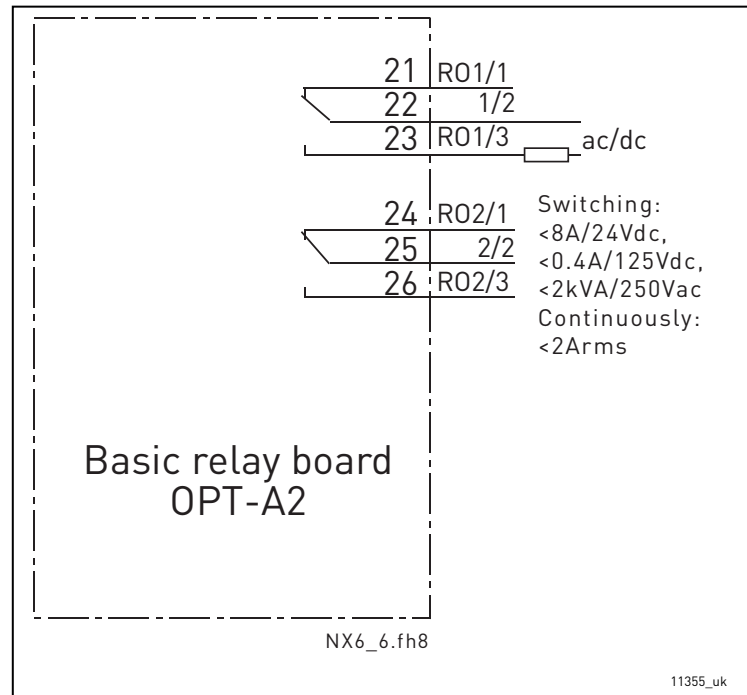 21 RO1/1
22 1/2
23 RO1/3 ac/dc
24 RO2/1
25 2/2
26 RO2/3
Switching:
<8A/24Vdc,
<0.4A/125Vdc,
<2kVA/250Vac
Continuously:
<2Arms
Basic relay board
OPT-A2
NX6_6.fh8
11355_uk